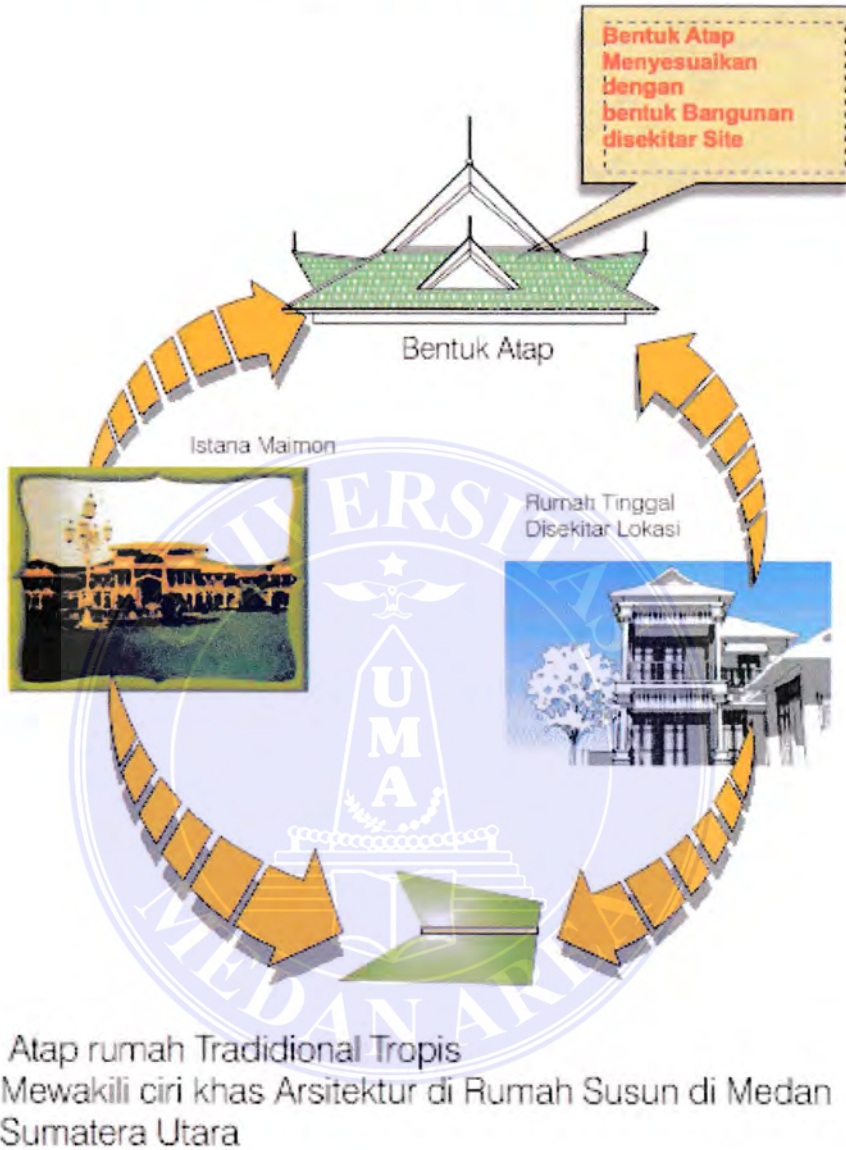 Bentuk Atap
Menyesuaikan
dengan
bentuk Bangunan
disekitar Site
Bentuk Atap
Istana Maimon
Rumah Tinggal
Disekitar Lokasi
UNIVERSITAS
UMA
MEDAN AREA
Atap rumah Tradidional Tropis
Mewakili ciri khas Arsitektur di Rumah Susun di Medan
Sumatera Utara